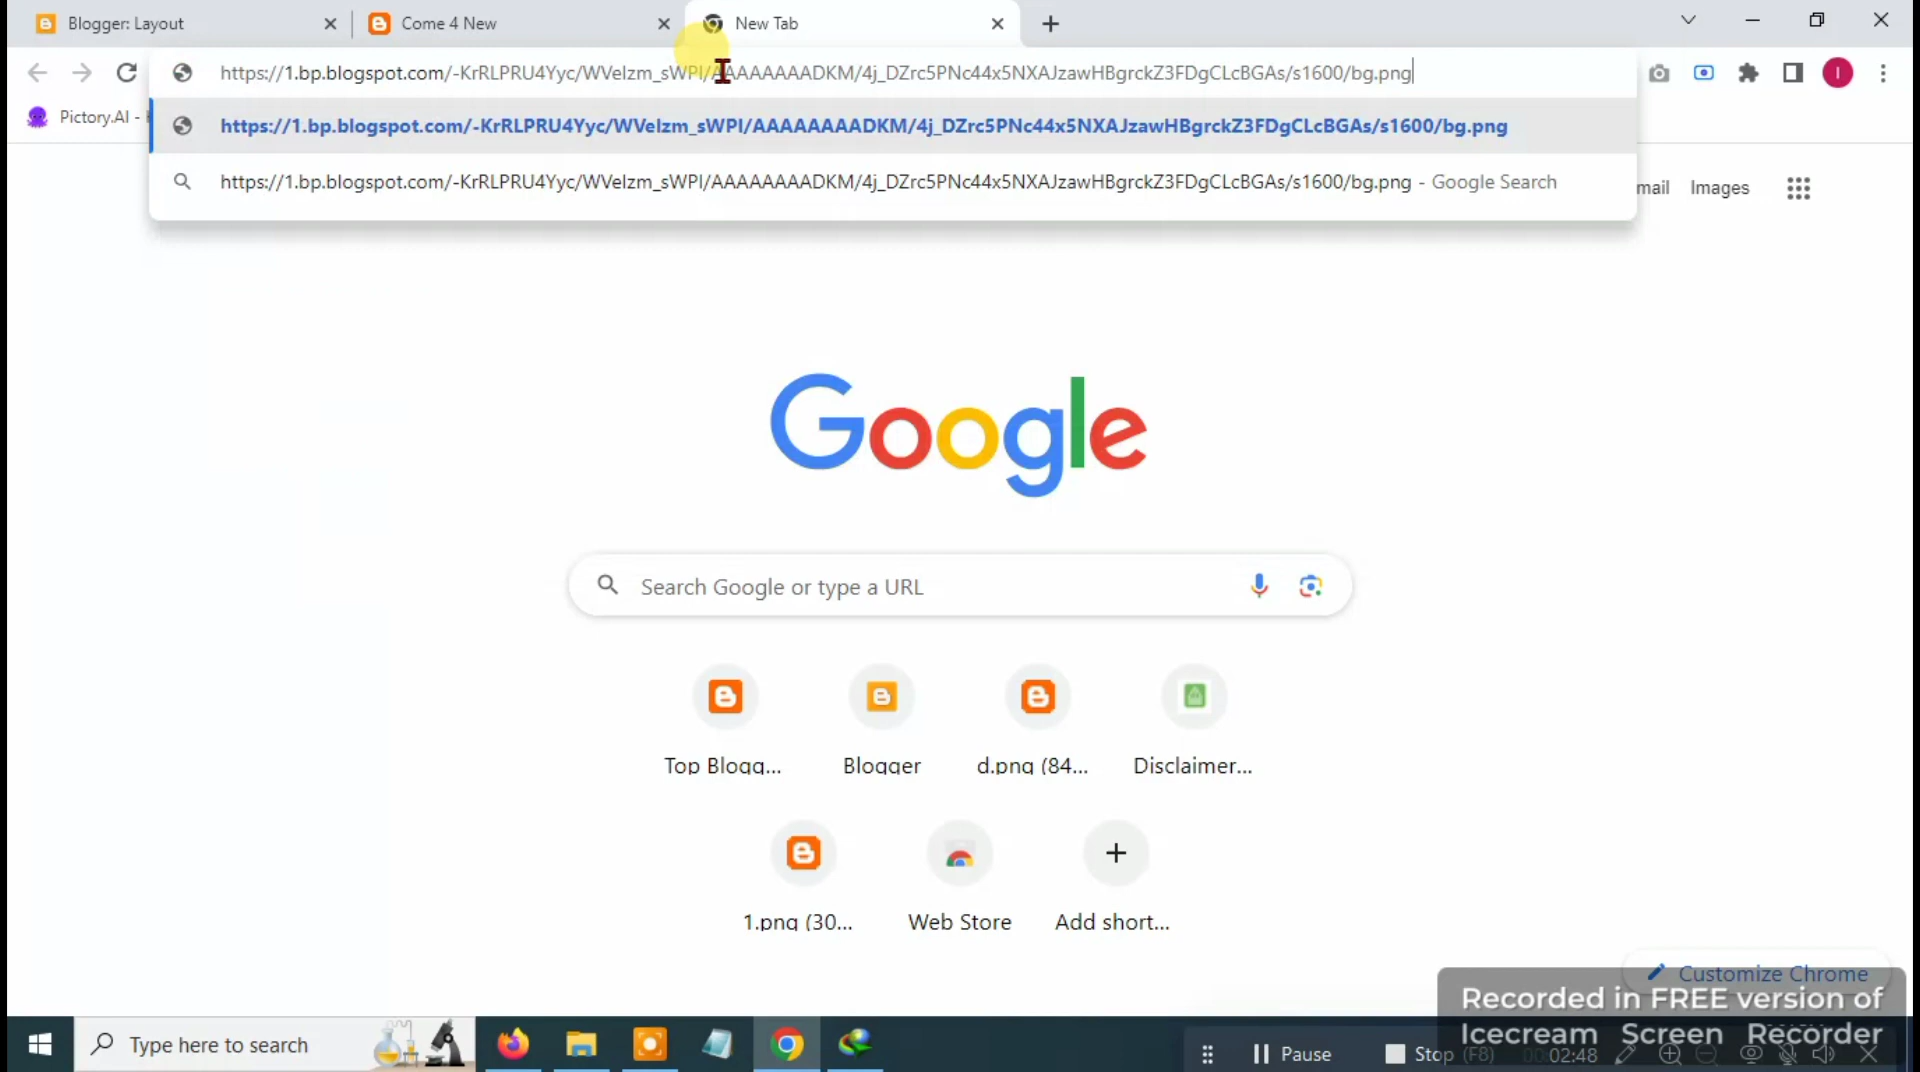 Blogger: Layout
Come 4 New
New Tab
https://1.bp.blogspot.com/-KrRLPRU4Yyc/WVeIzm_sWPI/AAAAAAAADKM/4j_DZrc5PNc44x5NXAJzawHBgrckZ3FDgCLcBGAs/s1600/bg.png
Pictory.AI -
https://1.bp.blogspot.com/-KrRLPRU4Yyc/WVeIzm_sWPI/AAAAAAAADKM/4j_DZrc5PNc44x5NXAJzawHBgrckZ3FDgCLcBGAs/s1600/bg.png
https://1.bp.blogspot.com/-KrRLPRU4Yyc/WVeIzm_sWPI/AAAAAAAADKM/4j_DZrc5PNc44x5NXAJzawHBgrckZ3FDgCLcBGAs/s1600/bg.png - Google Search
mail Images
Google
Search Google or type a URL
Top Blogg... Blogger d.png (84... Disclaimer...
1.png (30... Web Store Add short...
Customize Chrome
Recorded in FREE version of
Icecream Screen Recorder
Type here to search
Pause Stop (F8) 00:02:48